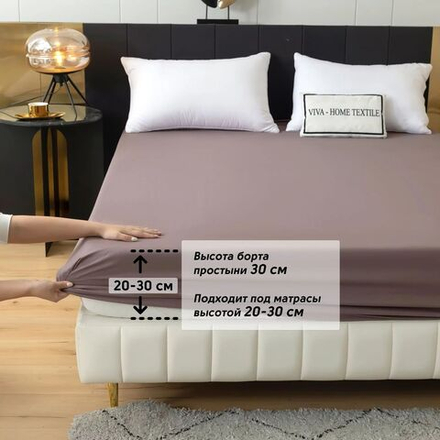 VIVA - HOME TEXTILE
Высота борта
простыни 30 см
20-30 см
Подходит под матрасы
высотой 20-30 см